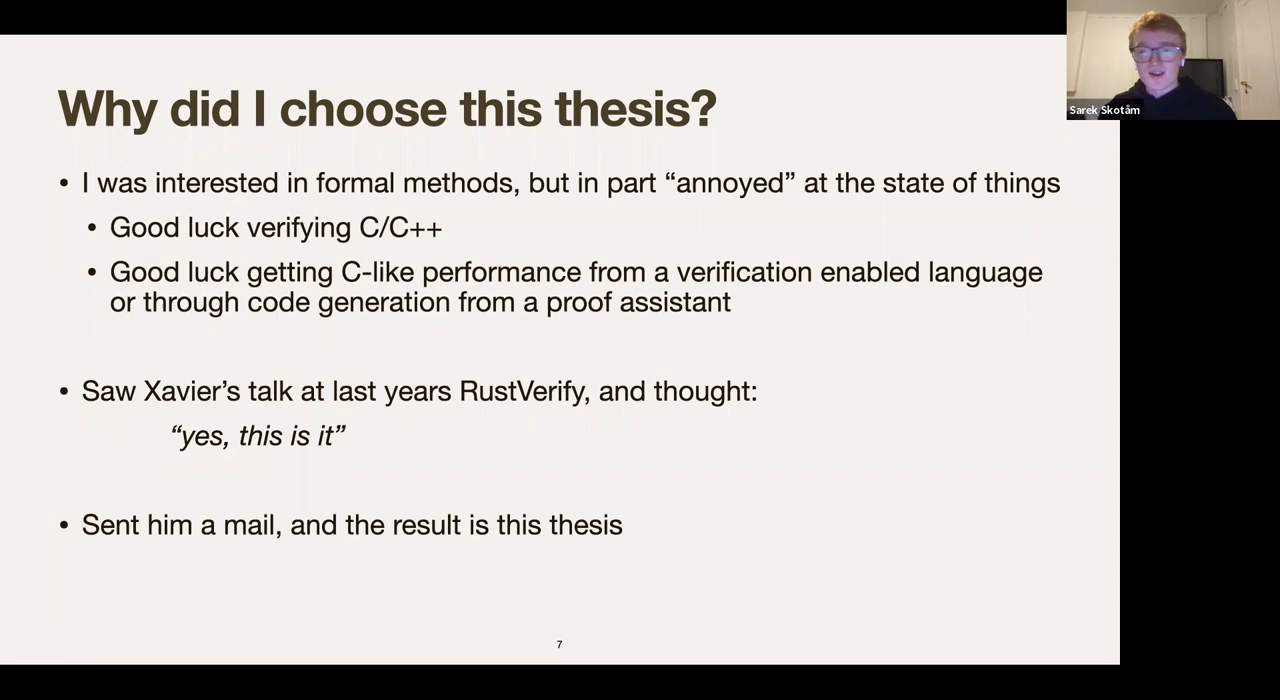 Why did I choose this thesis?
Sarek Skotåm
• I was interested in formal methods, but in part “annoyed” at the state of things
• Good luck verifying C/C++
• Good luck getting C-like performance from a verification enabled language
or through code generation from a proof assistant
• Saw Xavier’s talk at last years RustVerify, and thought:
“yes, this is it”
• Sent him a mail, and the result is this thesis
7